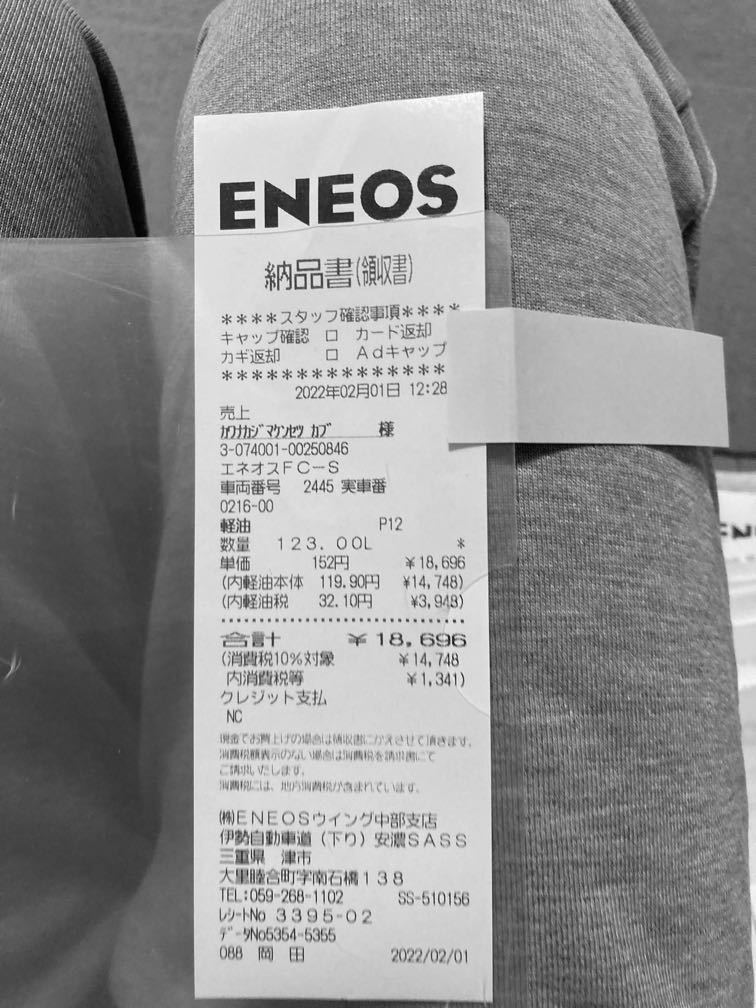 ENEOS
納品書(領収書)
****スタッフ確認事項****
キャップ確認 □ カード返却
カギ返却 □ Adキャップ
***************
2022年02月01日 12:28
売上
ｶﾜﾅｶｼﾞﾏｹﾝｾﾂ ｶﾌﾞ 様
3-074001-00250846
エネオスFC-S
車両番号 2445 実車番
0216-00
軽油 P12
数量 123.00L *
単価 152円 ¥18,696
(内軽油本体 119.90円 ¥14,748)
(内軽油税 32.10円 ¥3,948)
合計 ¥18,696
(消費税10%対象 ¥14,748
内消費税等 ¥1,341)
クレジット支払
NC
現金でお買上げの場合は領収書にかえさせて頂きます。
消費税額表示のない場合は消費税を請求書にて
ご請求いたします。
消費税には、地方消費税が含まれています。
㈱ENEOSウイング中部支店
伊勢自動車道（下り）安濃SASS
三重県 津市
大里睦合町字南石橋138
TEL:059-268-1102 SS-510156
ﾚｼｰﾄNo 3395-02
ﾃﾞｰﾀNo5354-5355
088 岡田 2022/02/01